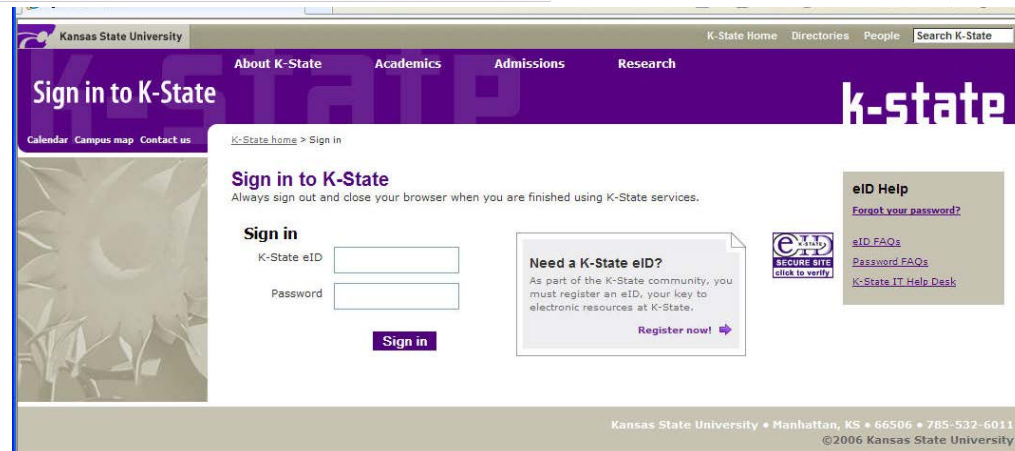 Kansas State University
K-State Home Directories People Search K-State
About K-State Academics Admissions Research
k-state
Sign in to K-State
k-state
Calendar Campus map Contact us
K-State home > Sign in
Sign in to K-State
Always sign out and close your browser when you are finished using K-State services.
Sign in
K-State eID
Password
Sign in
Need a K-State eID?
As part of the K-State community, you
must register an eID, your key to
electronic resources at K-State.
Register now!
K-STATE
eID
SECURE SITE
click to verify
eID Help
Forgot your password?
eID FAQs
Password FAQs
K-State IT Help Desk
Kansas State University • Manhattan, KS • 66506 • 785-532-6011
©2006 Kansas State University